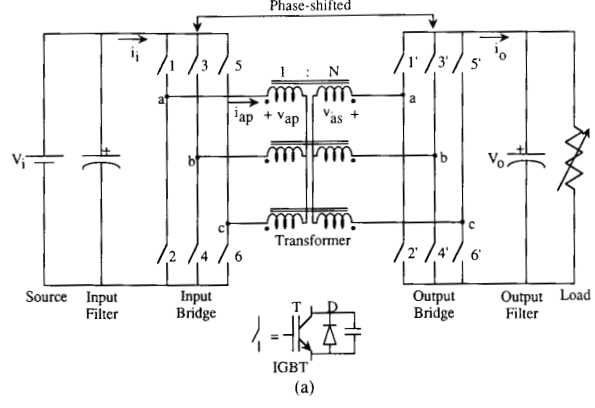 Phase-shifted
i_i
i_o
1 3 5
1 : N
1' 3' 5'
a
i_ap
+ v_ap
v_as +
a
V_i
+
b
b
V_o
+
c
c
Transformer
2 4 6
2' 4' 6'
Source
Input Filter
Input Bridge
Output Bridge
Output Filter
Load
=
T D
IGBT
(a)